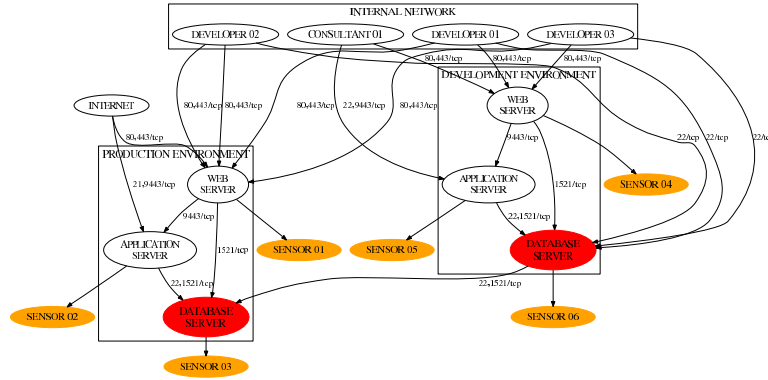 INTERNAL NETWORK
DEVELOPER 02
CONSULTANT 01
DEVELOPER 01
DEVELOPER 03
80,443/tcp
80,443/tcp
80,443/tcp
DEVELOPMENT ENVIRONMENT
INTERNET
80,443/tcp
80,443/tcp
80,443/tcp
22,9443/tcp
80,443/tcp
WEB
SERVER
80,443/tcp
9443/tcp
22/tcp
22/tcp
22/t
PRODUCTION ENVIRONMENT
21,9443/tcp
WEB
SERVER
APPLICATION
SERVER
1521/tcp
SENSOR 04
9443/tcp
22,1521/tcp
APPLICATION
SERVER
1521/tcp
SENSOR 01
SENSOR 05
DATABASE
SERVER
22,1521/tcp
22,1521/tcp
SENSOR 02
DATABASE
SERVER
SENSOR 06
SENSOR 03